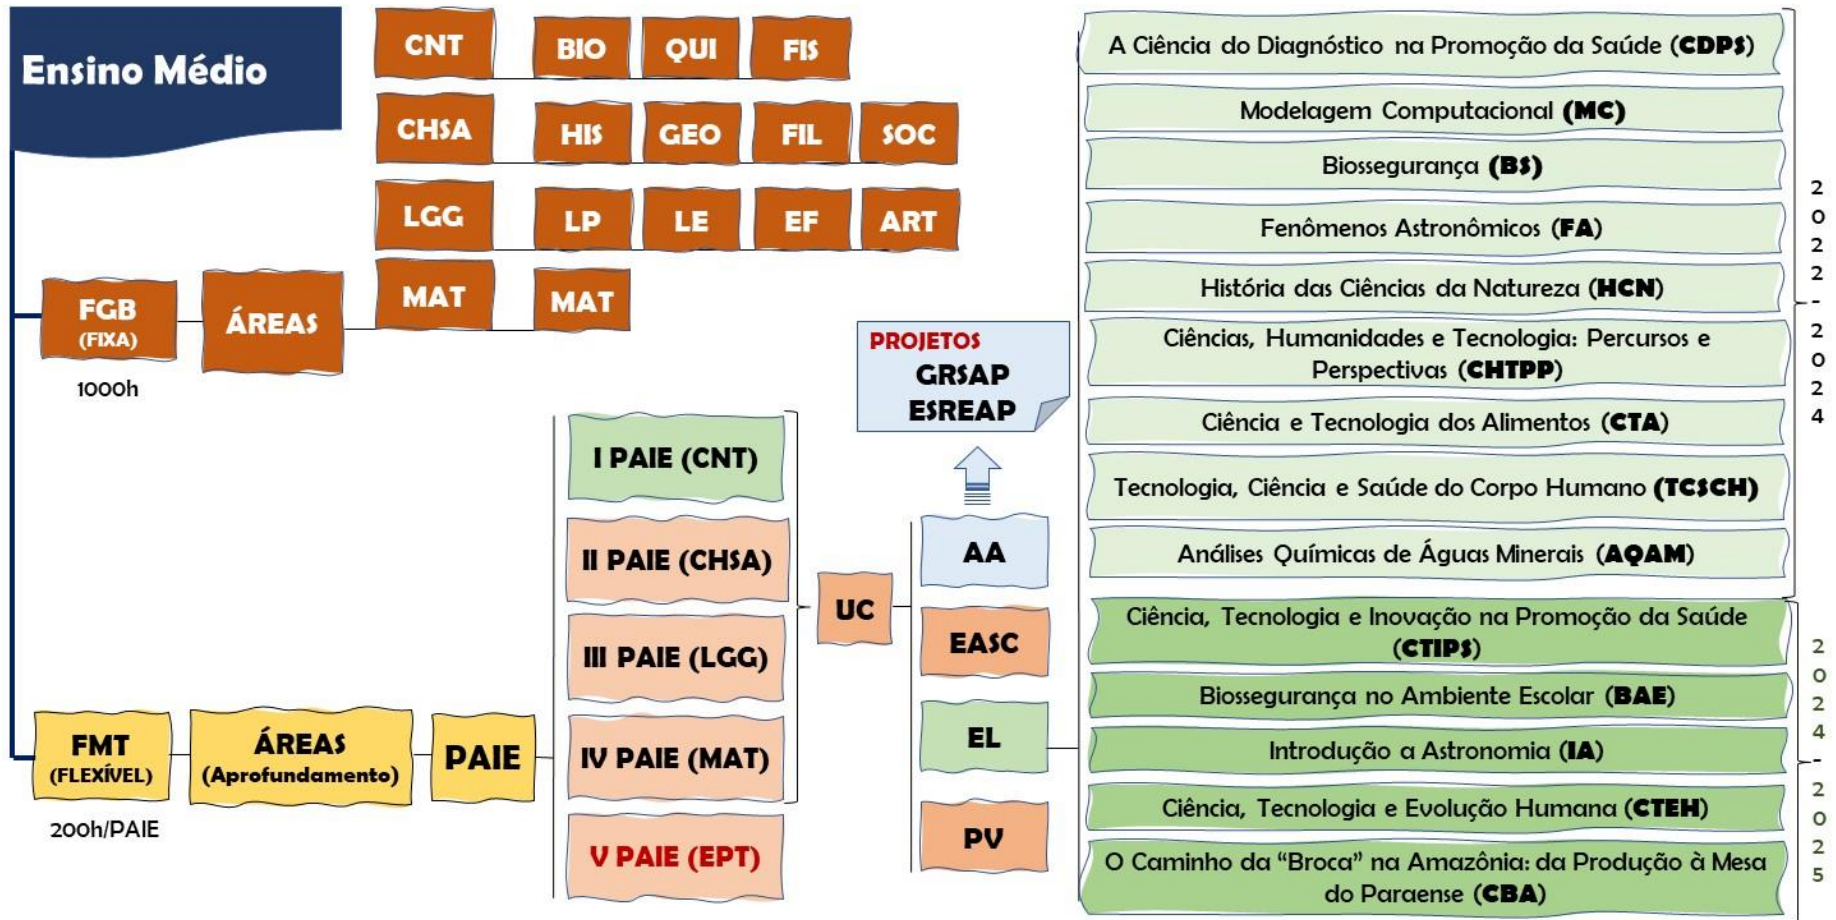 Ensino Médio
CNT
BIO
QUI
FIS
CHSA
HIS
GEO
FIL
SOC
LGG
LP
LE
EF
ART
MAT
MAT
FGB
(FIXA)
1000h
ÁREAS
FMT
(FLEXÍVEL)
200h/PAIE
ÁREAS
(Aprofundamento)
PAIE
I PAIE (CNT)
II PAIE (CHSA)
III PAIE (LGG)
IV PAIE (MAT)
V PAIE (EPT)
UC
PROJETOS
GRSAP
ESREAP
AA
EASC
EL
PV
A Ciência do Diagnóstico na Promoção da Saúde (CDPS)
Modelagem Computacional (MC)
Biossegurança (BS)
Fenômenos Astronômicos (FA)
História das Ciências da Natureza (HCN)
Ciências, Humanidades e Tecnologia: Percursos e
Perspectivas (CHTPP)
Ciência e Tecnologia dos Alimentos (CTA)
Tecnologia, Ciência e Saúde do Corpo Humano (TCSCH)
Análises Químicas de Águas Minerais (AQAM)
2022-2024
Ciência, Tecnologia e Inovação na Promoção da Saúde
(CTIPS)
Biossegurança no Ambiente Escolar (BAE)
Introdução a Astronomia (IA)
Ciência, Tecnologia e Evolução Humana (CTEH)
O Caminho da “Broca” na Amazônia: da Produção à Mesa
do Paraense (CBA)
2024-2025